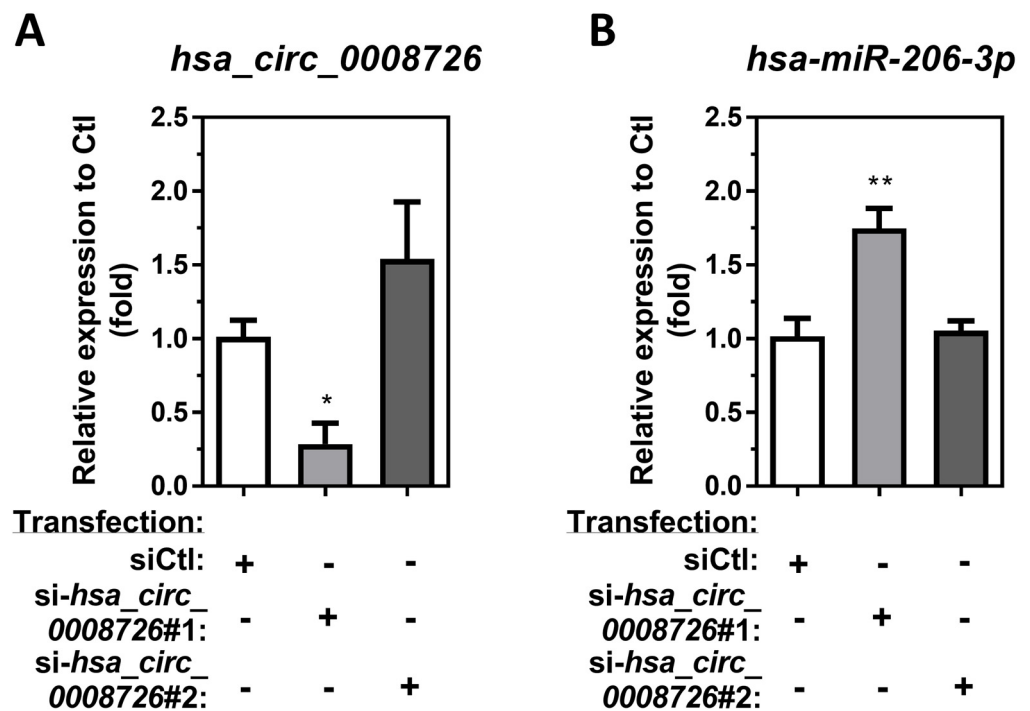 A
hsa_circ_0008726
Relative expression to Ctl
(fold)
2.5
2.0
1.5
1.0
0.5
0.0
*
Transfection:
siCtl: + - -
si-hsa_circ_
0008726#1: - + -
si-hsa_circ_
0008726#2: - - +
B
hsa-miR-206-3p
Relative expression to Ctl
(fold)
2.5
2.0
1.5
1.0
0.5
0.0
**
Transfection:
siCtl: + - -
si-hsa_circ_
0008726#1: - + -
si-hsa_circ_
0008726#2: - - +